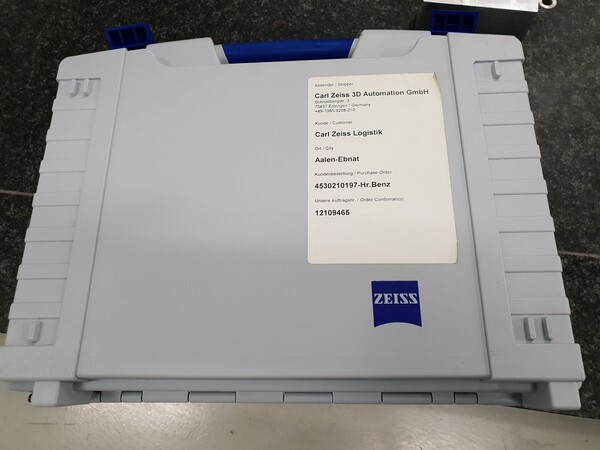 Absender / Shipper
Carl Zeiss 3D Automation GmbH
73457 Essingen / Germany
Kunde / Customer
Carl Zeiss Logistik
Ort / City
Aalen-Ebnat
Kundenbestellung / Purchase Order
4530210197-Hr.Benz
Unsere Auftragsnr. / Order Confirmation
12109465
ZEISS